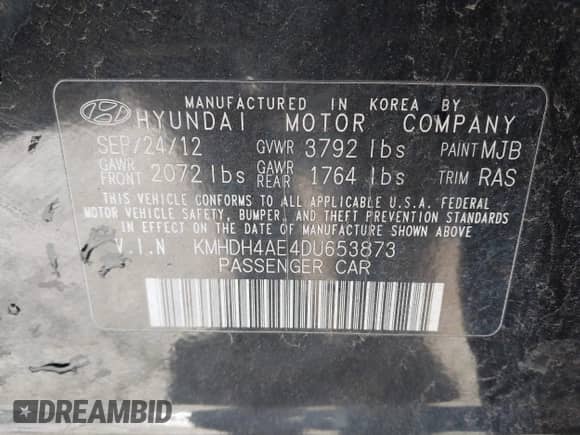 MANUFACTURED IN KOREA BY
HYUNDAI MOTOR COMPANY
SEP/24/12 GVWR 3792 lbs PAINT MJB
GAWR FRONT 2072 lbs GAWR REAR 1764 lbs TRIM RAS
THIS VEHICLE CONFORMS TO ALL APPLICABLE U.S.A. FEDERAL
MOTOR VEHICLE SAFETY, BUMPER, AND THEFT PREVENTION STANDARDS
IN EFFECT ON THE DATE OF MANUFACTURE SHOWN ABOVE
V.I.N KMHDH4AE4DU653873
PASSENGER CAR
DREAMBID